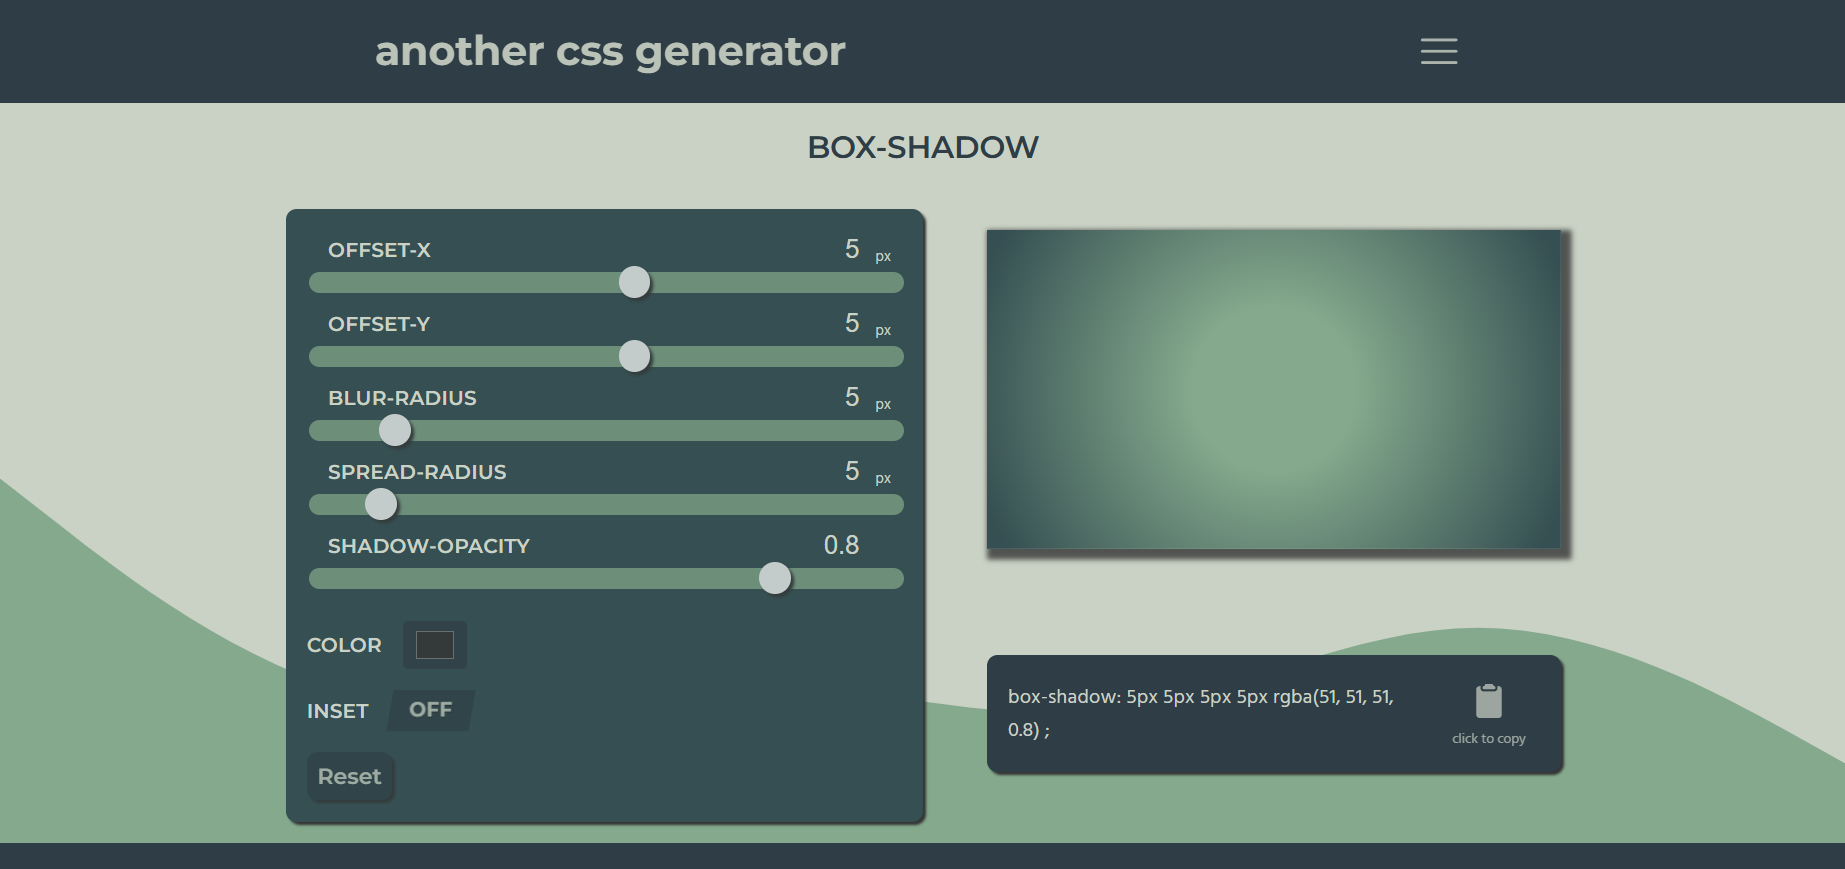 another css generator
BOX-SHADOW
OFFSET-X 5 px
OFFSET-Y 5 px
BLUR-RADIUS 5 px
SPREAD-RADIUS 5 px
SHADOW-OPACITY 0.8
COLOR
INSET OFF
Reset
box-shadow: 5px 5px 5px 5px rgba(51, 51, 51,
0.8) ;
click to copy